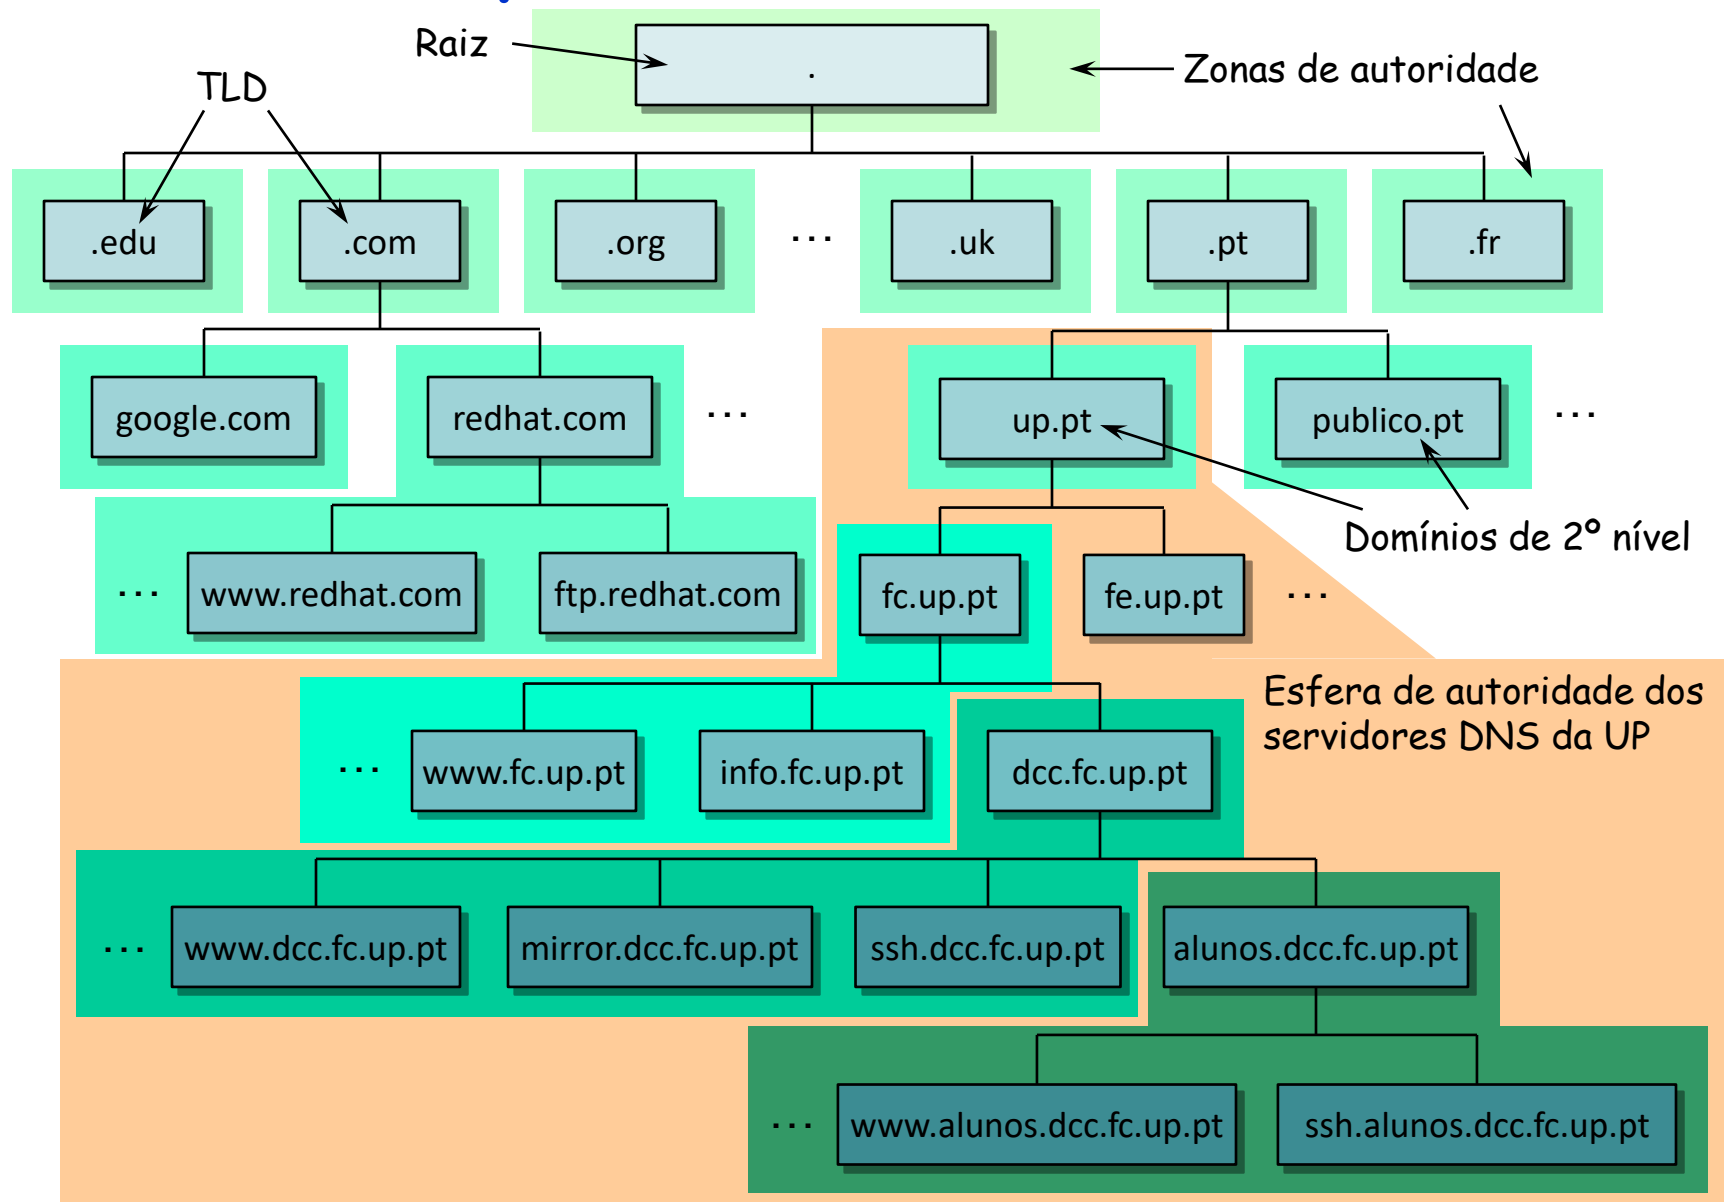 Raiz
.
Zonas de autoridade
TLD
.edu
.com
.org
...
.uk
.pt
.fr
google.com
redhat.com
...
up.pt
publico.pt
...
Domínios de 2º nível
...
www.redhat.com
ftp.redhat.com
fc.up.pt
fe.up.pt
...
Esfera de autoridade dos
servidores DNS da UP
...
www.fc.up.pt
info.fc.up.pt
dcc.fc.up.pt
...
www.dcc.fc.up.pt
mirror.dcc.fc.up.pt
ssh.dcc.fc.up.pt
alunos.dcc.fc.up.pt
...
www.alunos.dcc.fc.up.pt
ssh.alunos.dcc.fc.up.pt